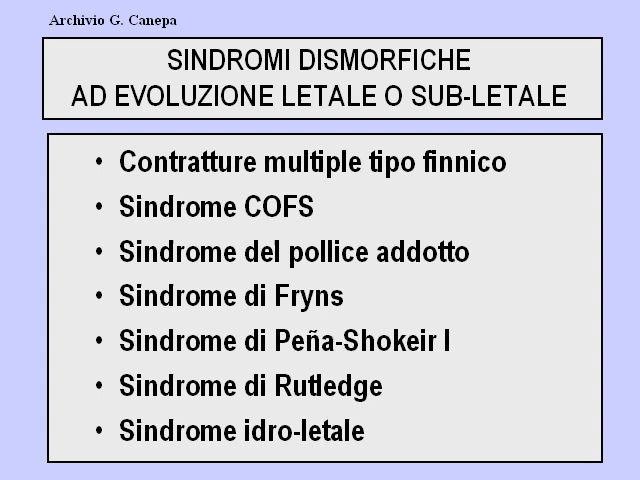 Archivio G. Canepa
SINDROMI DISMORFICHE
AD EVOLUZIONE LETALE O SUB-LETALE
• Contratture multiple tipo finnico
• Sindrome COFS
• Sindrome del pollice addotto
• Sindrome di Fryns
• Sindrome di Peña-Shokeir I
• Sindrome di Rutledge
• Sindrome idro-letale